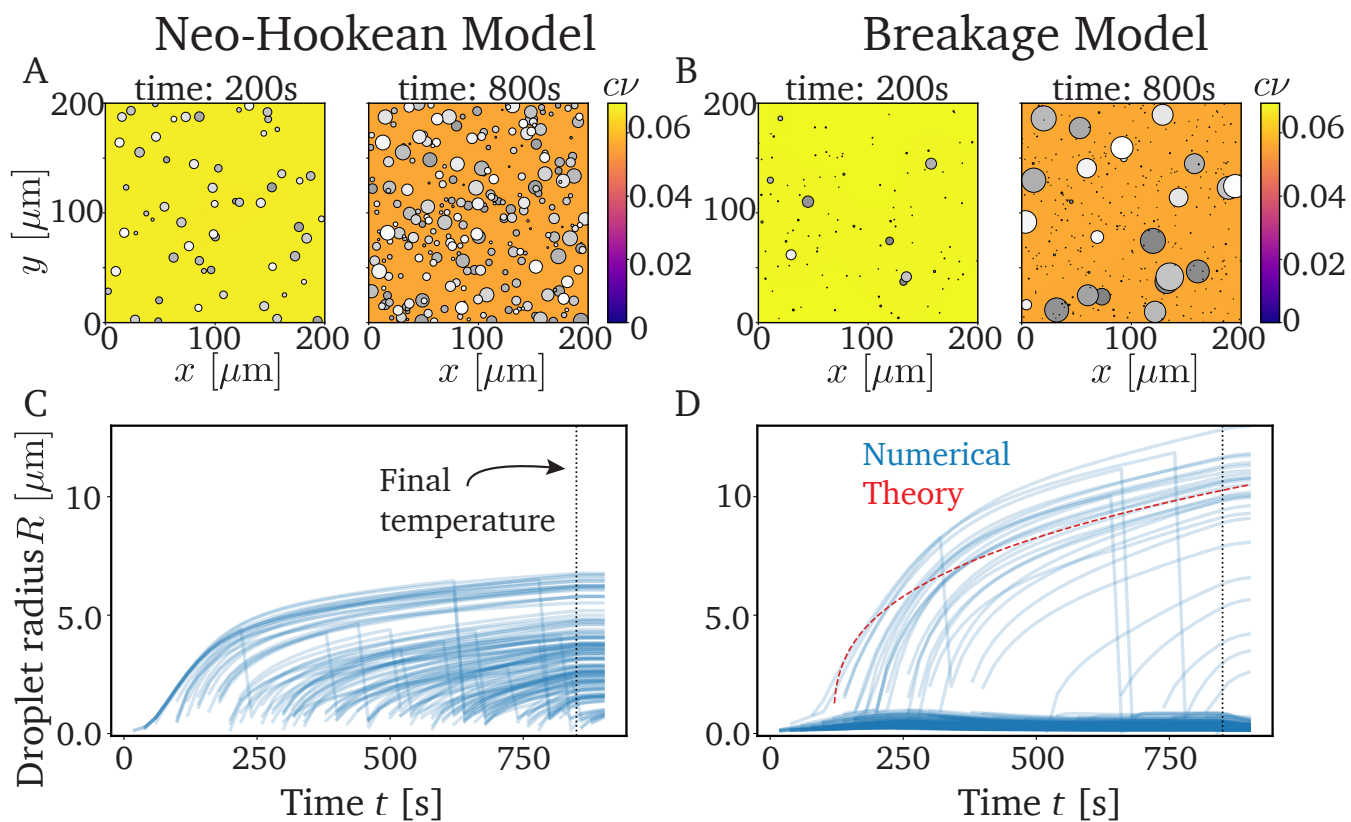 Neo-Hookean Model
Breakage Model
A
time: 200s
time: 800s
cν
B
time: 200s
time: 800s
cν
200
100
0
y [μm]
0
100
200
0
100
200
x [μm]
x [μm]
0.06
0.04
0.02
0
200
100
0
0
100
200
0
100
200
x [μm]
x [μm]
0.06
0.04
0.02
0
C
D
Droplet radius R [μm]
10
5.0
0.0
Final
temperature
0
250
500
750
Time t [s]
10
5.0
0.0
Numerical
Theory
0
250
500
750
Time t [s]